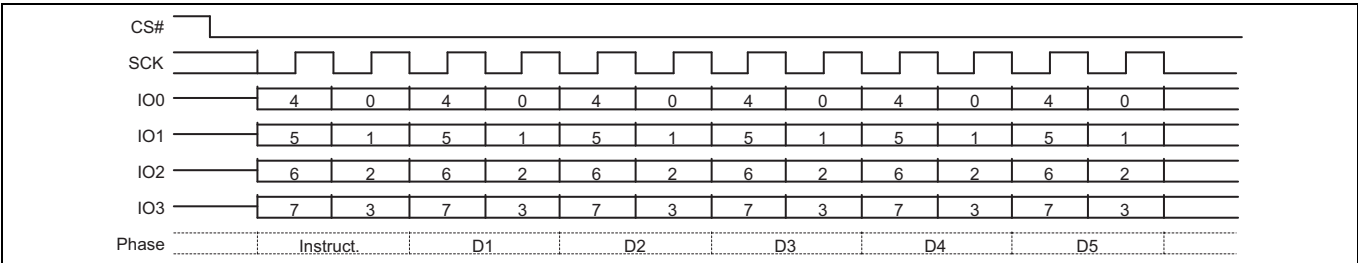 CS#
SCK
IO0 4 0 4 0 4 0 4 0 4 0 4 0
IO1 5 1 5 1 5 1 5 1 5 1 5 1
IO2 6 2 6 2 6 2 6 2 6 2 6 2
IO3 7 3 7 3 7 3 7 3 7 3 7 3
Phase Instruct. D1 D2 D3 D4 D5